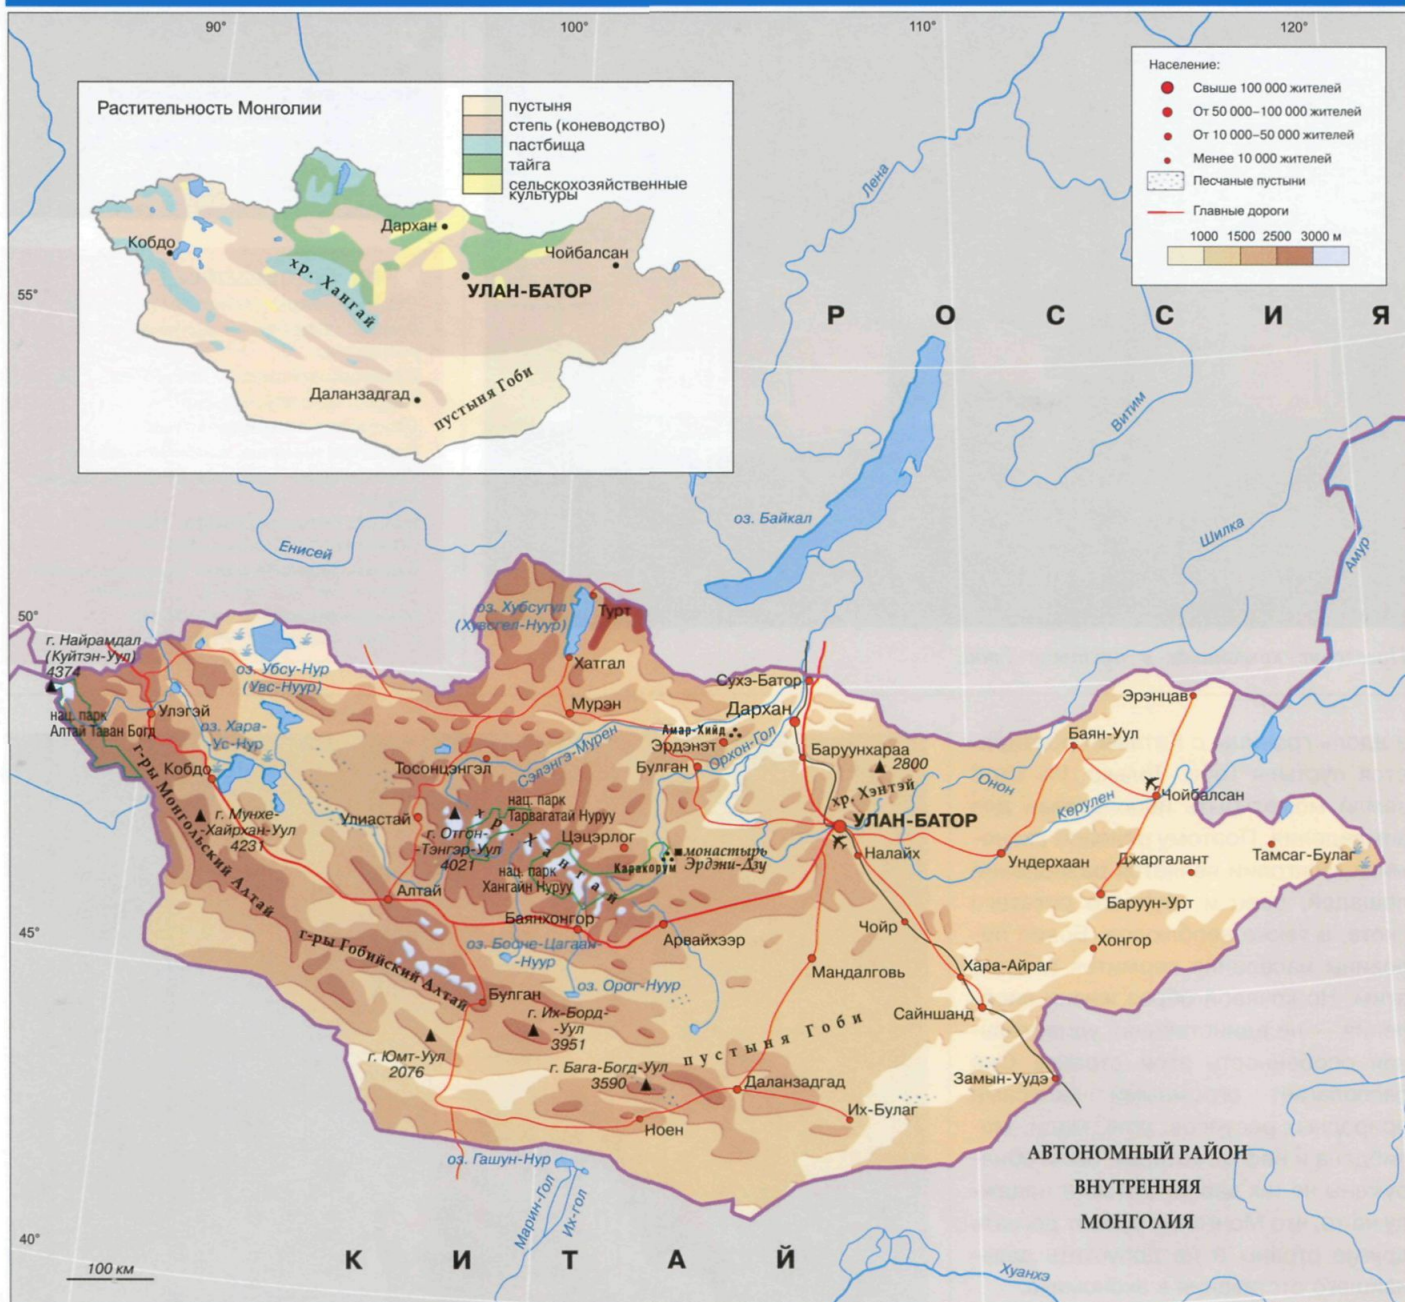 90°
100°
110°
120°
Растительность Монголии
пустыня
степь (коневодство)
пастбища
тайга
сельскохозяйственные
культуры
Кобдо
хр. Хангай
Дархан
Чойбалсан
УЛАН-БАТОР
Даланзадгад
пустыня Гоби
Население:
Свыше 100 000 жителей
От 50 000–100 000 жителей
От 10 000–50 000 жителей
Менее 10 000 жителей
Песчаные пустыни
Главные дороги
1000 1500 2500 3000 м
55°
50°
45°
40°
РОССИЯ
Лена
Витим
Шилка
Амур
Енисей
оз. Байкал
г. Найрамдал
(Куйтэн-Уул)
4374
нац. парк
Алтай Таван Богд
Улэгэй
оз. Убсу-Нур
(Увс-Нуур)
оз. Хара-
-Ус-Нур
Кобдо
г-ры Монгольский Алтай
г. Мунхе-
-Хайрхан-Уул
4231
оз. Хубсугул
(Хувсгел-Нуур)
Турт
Хатгал
Мурэн
Тосонцэнгэл
Сэлэнгэ-Мурен
Улиастай
г. Отгон-
-Тэнгэр-Уул
4021
хр. Хангай
нац. парк
Тарвагатай Нуруу
Цэцэрлог
нац. парк
Хангайн Нуруу
Каракорум
монастырь
Эрдэни-Дзу
Амар-Хийд
Эрдэнэт
Булган
Орхон-Гол
Сухэ-Батор
Дархан
Баруунхараа
2800
хр. Хэнтэй
УЛАН-БАТОР
Налайх
Онон
Керулен
Баян-Уул
Эрэнцав
Чойбалсан
Ундерхаан
Джаргалант
Тамсаг-Булаг
Баруун-Урт
Хонгор
Алтай
Баянхонгор
Арвайхээр
оз. Бооне-Цагаан-
-Нуур
оз. Орог-Нуур
г-ры Гобийский Алтай
Булган
г. Их-Борд-
-Уул
3951
г. Юмт-Уул
2076
г. Бага-Богд-Уул
3590
пустыня Гоби
Чойр
Мандалговь
Хара-Айраг
Сайншанд
Замын-Уудэ
Даланзадгад
Их-Булаг
Ноен
оз. Гашун-Нур
Марин-Гол
Их-гол
АВТОНОМНЫЙ РАЙОН
ВНУТРЕННЯЯ
МОНГОЛИЯ
КИТАЙ
Хуанхэ
100 км